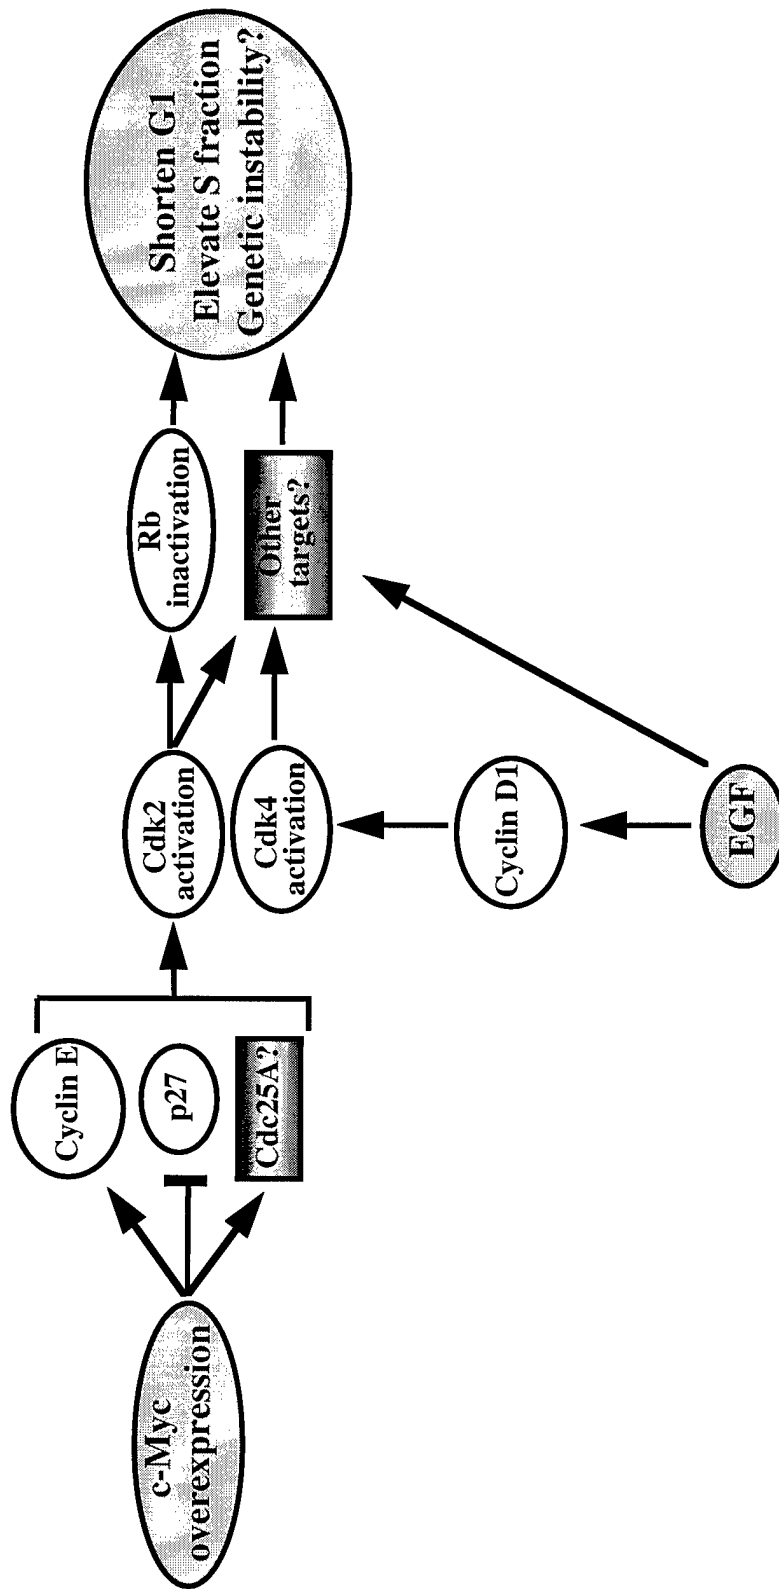 c-Myc
overexpression
Cyclin E
p27
Cdc25A?
Cdk2
activation
Cdk4
activation
Cyclin D1
EGF
Rb
inactivation
Other
targets?
Shorten G1
Elevate S fraction
Genetic instability?